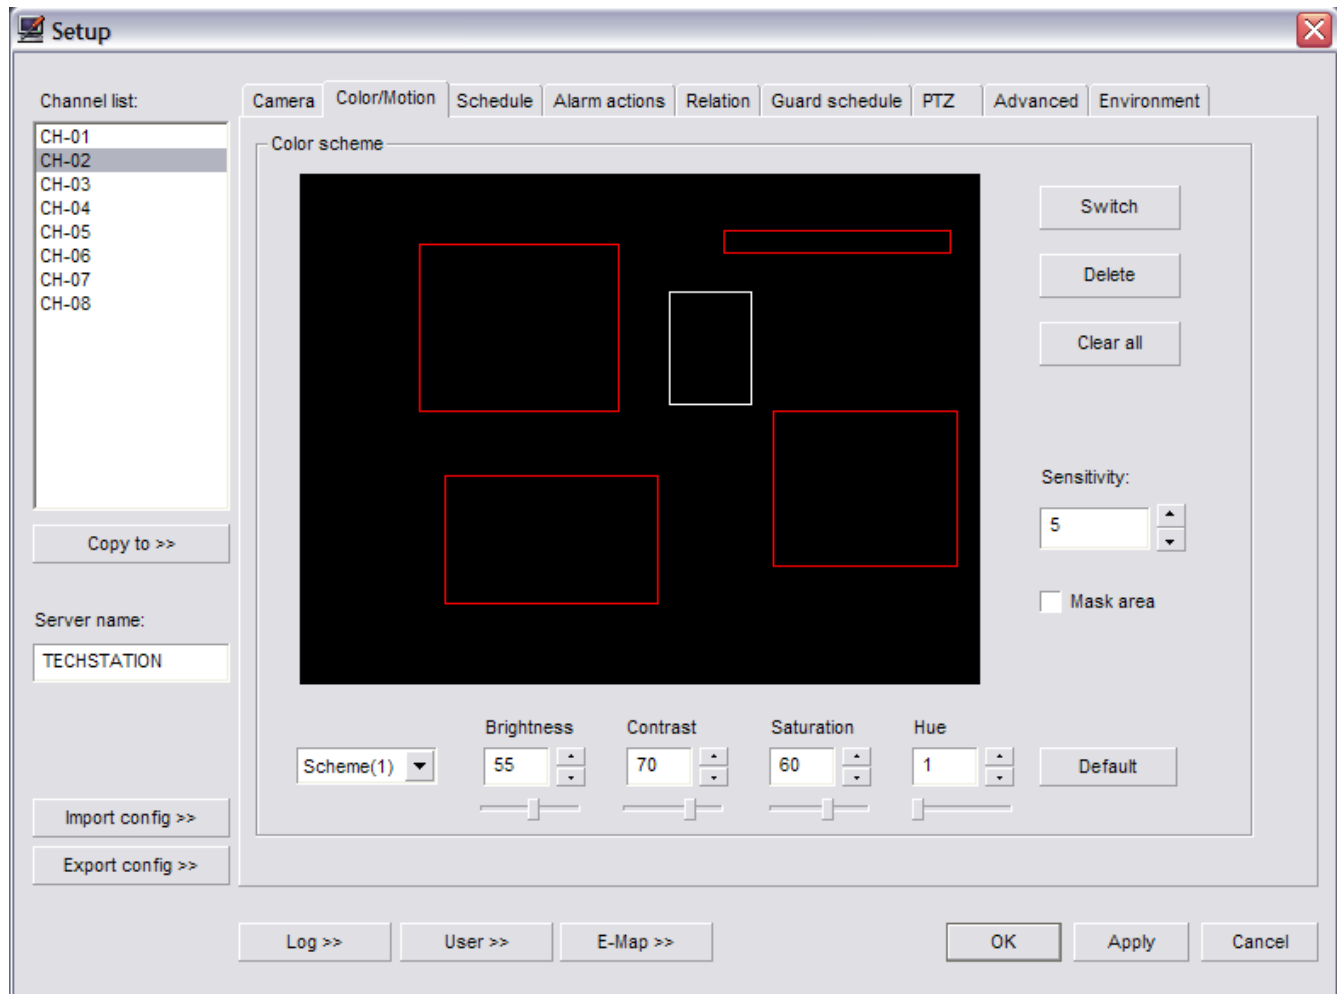 Setup
Channel list:
Camera Color/Motion Schedule Alarm actions Relation Guard schedule PTZ Advanced Environment
CH-01
CH-02
CH-03
CH-04
CH-05
CH-06
CH-07
CH-08
Color scheme
Switch
Delete
Clear all
Sensitivity:
5
Mask area
Copy to >>
Server name:
TECHSTATION
Brightness Contrast Saturation Hue
Scheme(1) 55 70 60 1 Default
Import config >>
Export config >>
Log >> User >> E-Map >> OK Apply Cancel